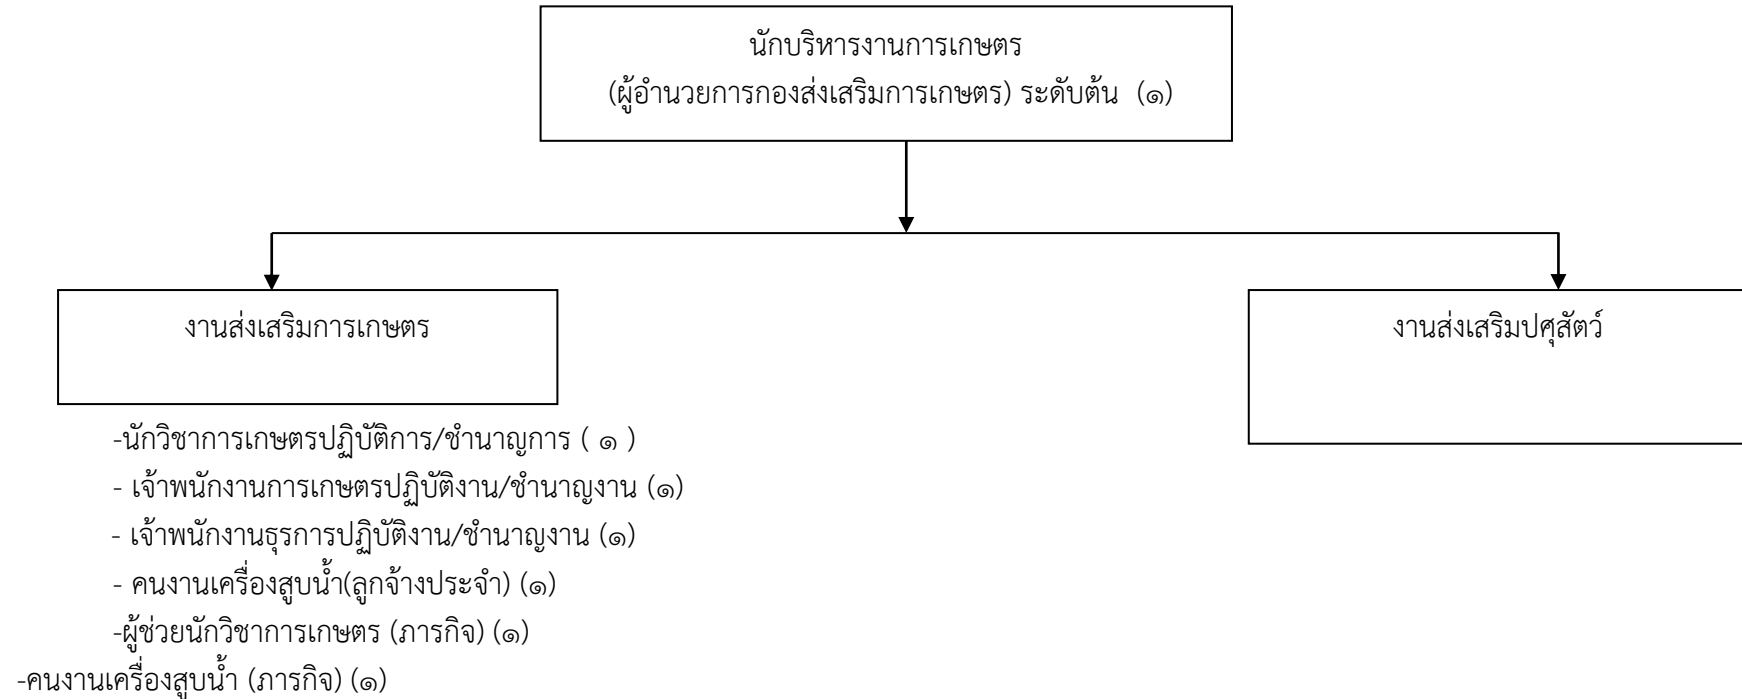 นักบริหารงานการเกษตร
(ผู้อำนวยการกองส่งเสริมการเกษตร) ระดับต้น (๑)
งานส่งเสริมการเกษตร
งานส่งเสริมปศุสัตว์
-นักวิชาการเกษตรปฏิบัติการ/ชำนาญการ ( ๑ )
- เจ้าพนักงานการเกษตรปฏิบัติงาน/ชำนาญงาน (๑)
- เจ้าพนักงานธุรการปฏิบัติงาน/ชำนาญงาน (๑)
- คนงานเครื่องสูบน้ำ(ลูกจ้างประจำ) (๑)
-ผู้ช่วยนักวิชาการเกษตร (ภารกิจ) (๑)
-คนงานเครื่องสูบน้ำ (ภารกิจ) (๑)